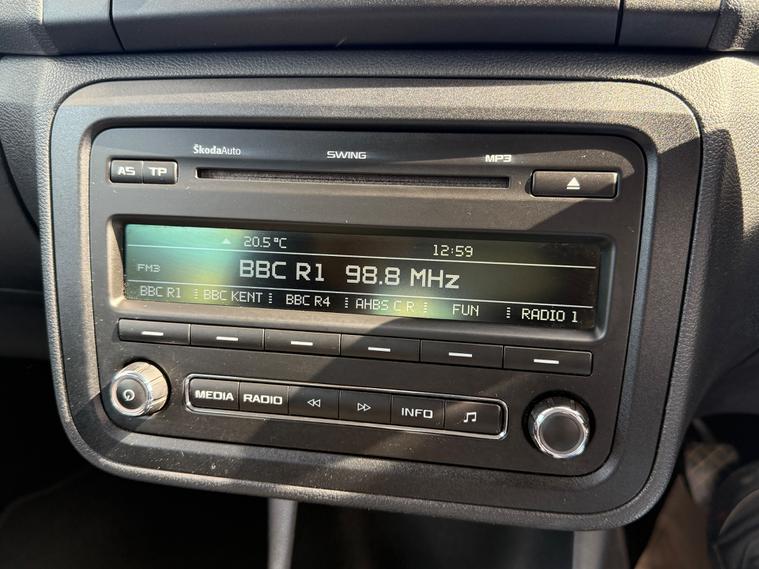 ŠkodaAuto SWING MP3
AS TP
20.5°C 12:59
BBC R1 98.8 MHz
FM3
BBC R1 BBC KENT BBC R4 AHBS C R FUN RADIO 1
MEDIA RADIO INFO